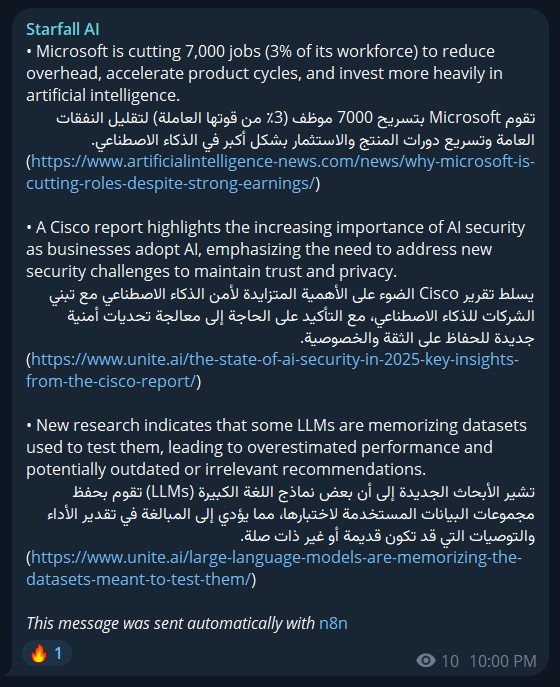 Starfall AI
• Microsoft is cutting 7,000 jobs (3% of its workforce) to reduce
overhead, accelerate product cycles, and invest more heavily in
artificial intelligence.
تقوم Microsoft بتسريح 7000 موظف (3٪ من قوتها العاملة) لتقليل النفقات
العامة وتسريع دورات المنتج والاستثمار بشكل أكبر في الذكاء الاصطناعي.
(https://www.artificialintelligence-news.com/news/why-microsoft-is-
cutting-roles-despite-strong-earnings/)
• A Cisco report highlights the increasing importance of AI security
as businesses adopt AI, emphasizing the need to address new
security challenges to maintain trust and privacy.
يسلط تقرير Cisco الضوء على الأهمية المتزايدة لأمن الذكاء الاصطناعي مع تبني
الشركات للذكاء الاصطناعي، مع التأكيد على الحاجة إلى معالجة تحديات أمنية
جديدة للحفاظ على الثقة والخصوصية.
(https://www.unite.ai/the-state-of-ai-security-in-2025-key-insights-
from-the-cisco-report/)
• New research indicates that some LLMs are memorizing datasets
used to test them, leading to overestimated performance and
potentially outdated or irrelevant recommendations.
تشير الأبحاث الجديدة إلى أن بعض نماذج اللغة الكبيرة (LLMs) تقوم بحفظ
مجموعات البيانات المستخدمة لاختبارها، مما يؤدي إلى المبالغة في تقدير الأداء
والتوصيات التي قد تكون قديمة أو غير ذات صلة.
(https://www.unite.ai/large-language-models-are-memorizing-the-
datasets-meant-to-test-them/)
This message was sent automatically with n8n
🔥 1
10 10:00 PM